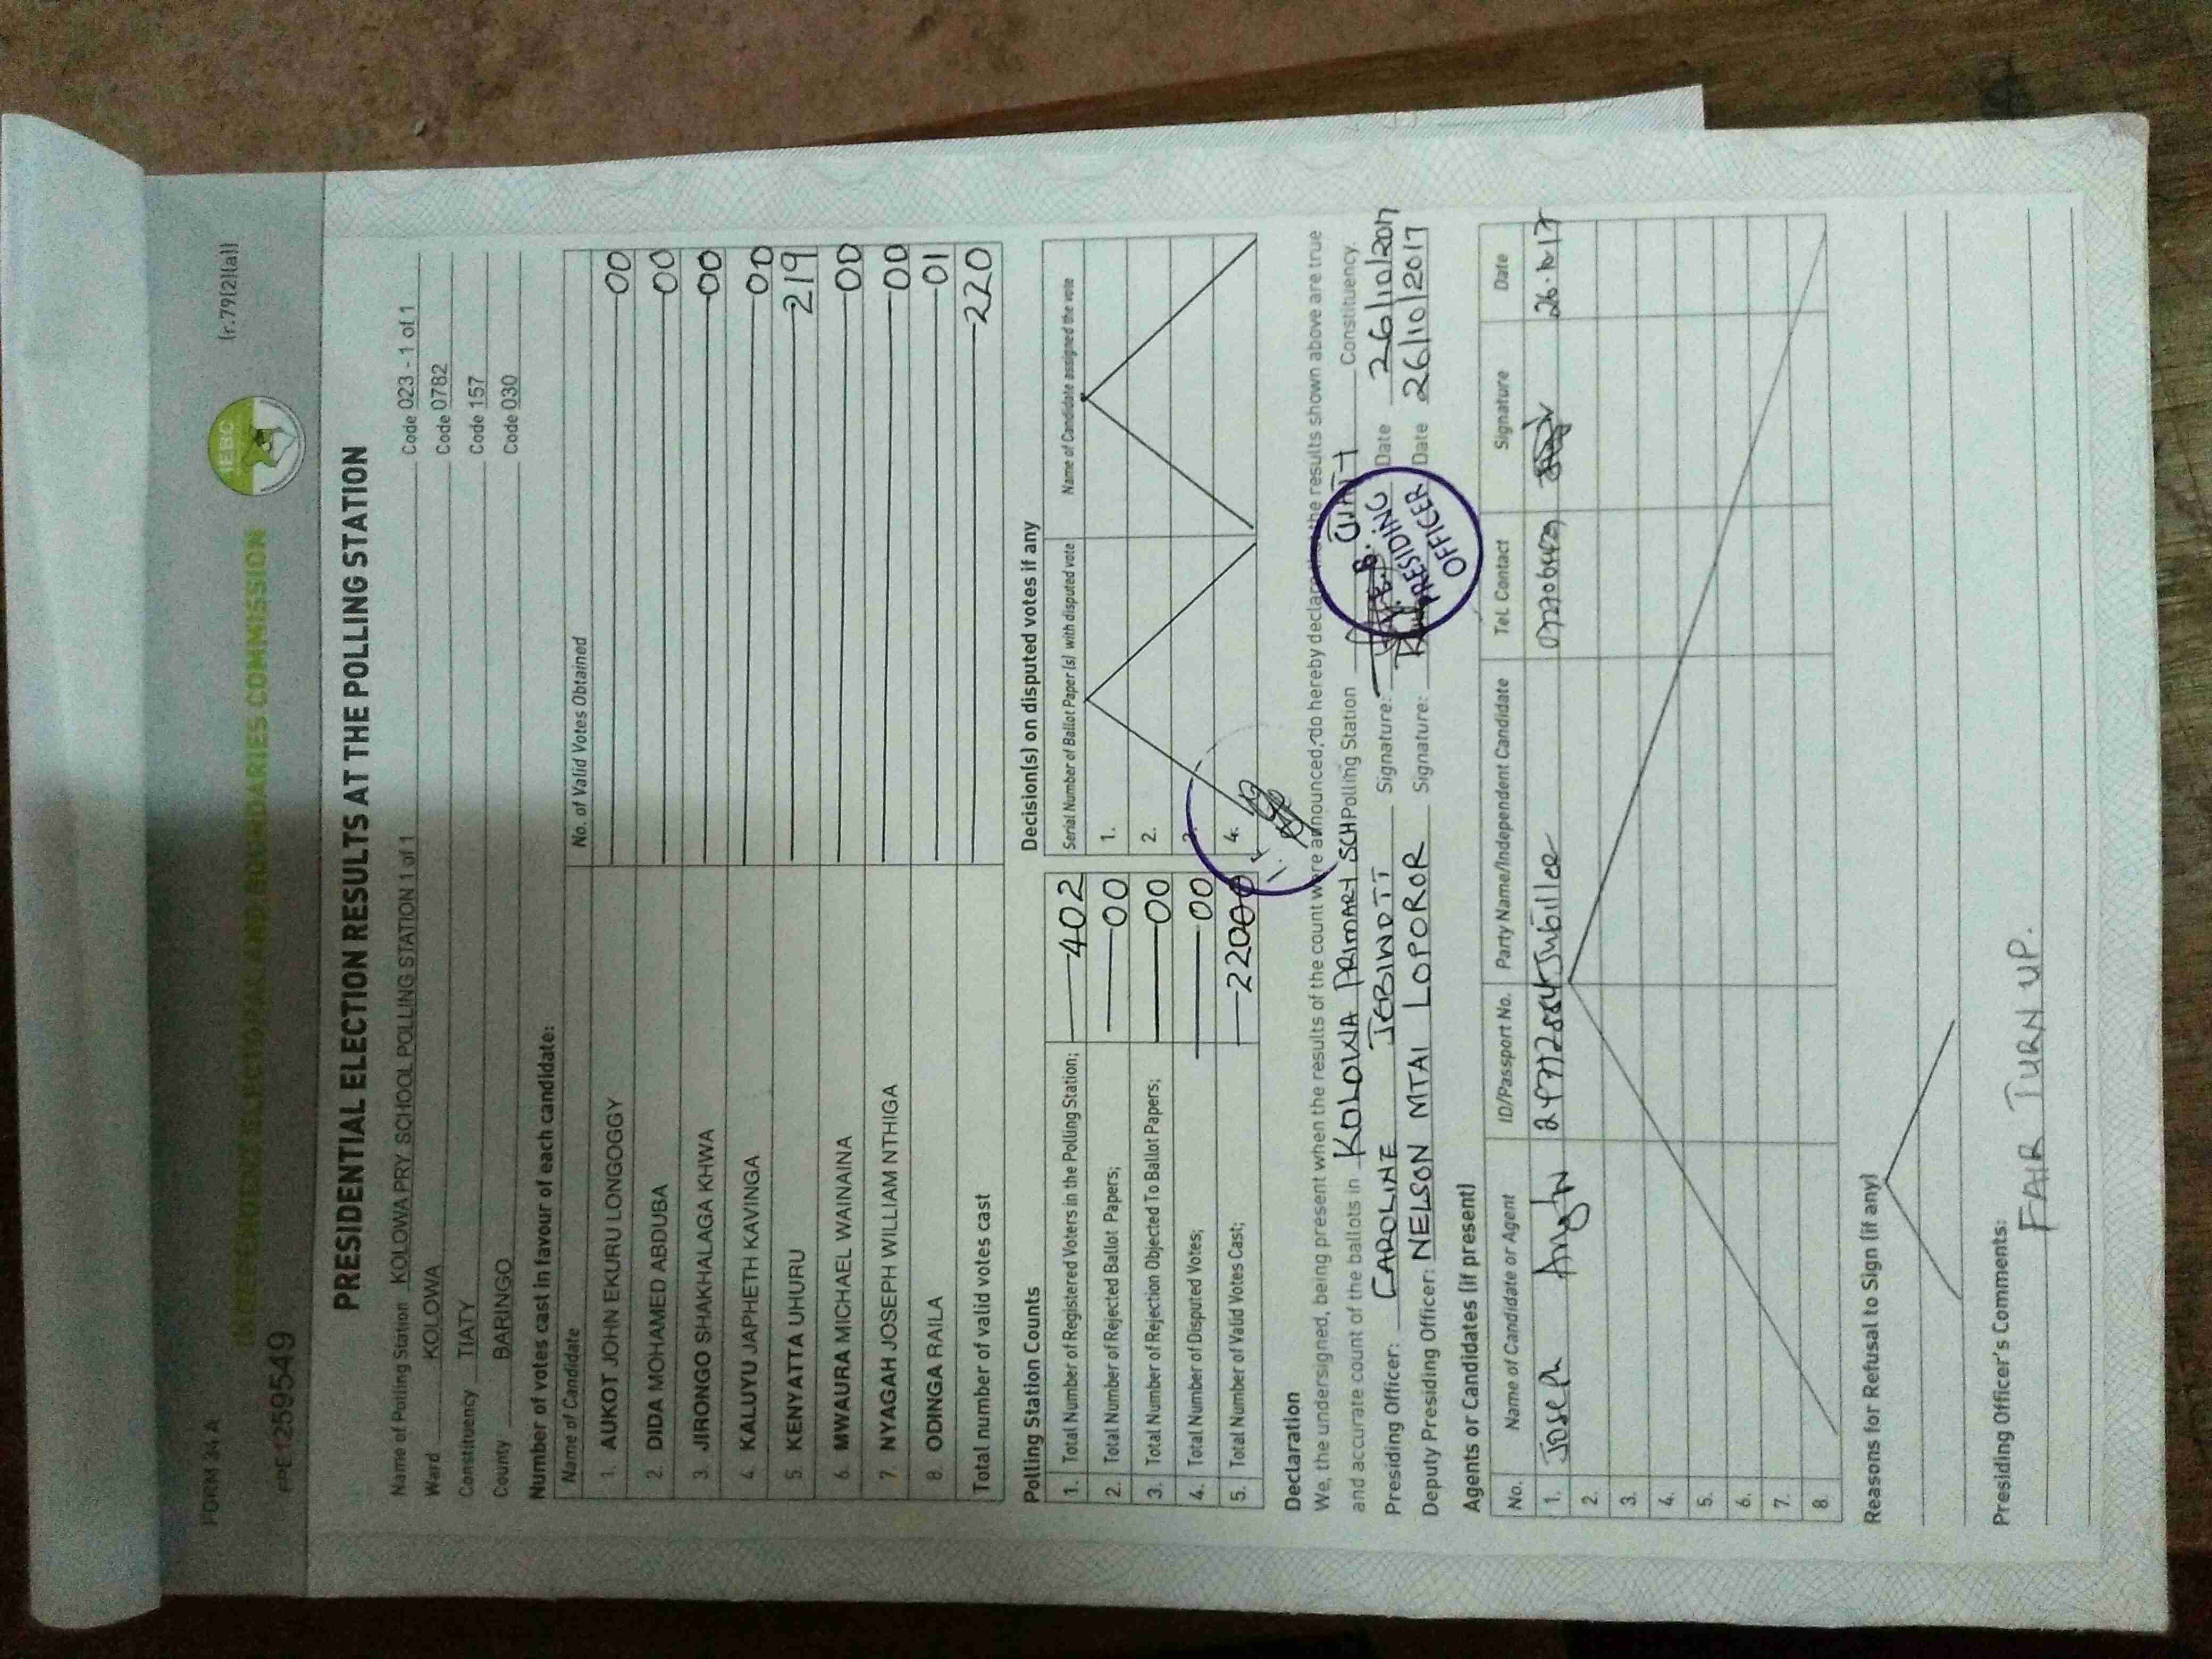 FORM 34 A
(r.79(2)(a))
INDEPENDENT ELECTORAL AND BOUNDARIES COMMISSION
IEBC
PPE1259549
PRESIDENTIAL ELECTION RESULTS AT THE POLLING STATION
Name of Polling Station KOLOWA PRY SCHOOL POLLING STATION 1 of 1 Code 023 - 1 of 1
Ward KOLOWA Code 0782
Constituency TIATY Code 157
County BARINGO Code 030
Number of votes cast in favour of each candidate:
Name of Candidate No. of Valid Votes Obtained
1. AUKOT JOHN EKURU LONGOGGY 00
2. DIDA MOHAMED ABDUBA 00
3. JIRONGO SHAKHALAGA KHWA 00
4. KALUYU JAPHETH KAVINGA 00
5. KENYATTA UHURU 219
6. MWAURA MICHAEL WAINAINA 00
7. NYAGAH JOSEPH WILLIAM NTHIGA 00
8. ODINGA RAILA 01
Total number of valid votes cast 220
Polling Station Counts
1. Total Number of Registered Voters in the Polling Station; 402
2. Total Number of Rejected Ballot Papers; 00
3. Total Number of Rejection Objected To Ballot Papers; 00
4. Total Number of Disputed Votes; 00
5. Total Number of Valid Votes Cast; 22000
Decision(s) on disputed votes if any
Serial Number of Ballot Paper (s) with disputed vote Name of Candidate assigned the vote
1.
2.
3.
4.
Declaration
We, the undersigned, being present when the results of the count were announced, do hereby declare the results shown above are true
and accurate count of the ballots in KOLOWA PRIMARY SCH Polling Station Constituency.
Presiding Officer: CAROLINE JEBIWOTT Signature: Date 26/10/2017
Deputy Presiding Officer: NELSON MTAI LOPOROR Signature: Date 26/10/2017
PRESIDING
OFFICER
Agents or Candidates (if present)
No. Name of Candidate or Agent ID/Passport No. Party Name/Independent Candidate Tel. Contact Signature Date
1. Joseph Jubillee 26.10.17
2.
3.
4.
5.
6.
7.
8.
Reasons for Refusal to Sign (if any)
Presiding Officer's Comments:
FAIR TURN UP.